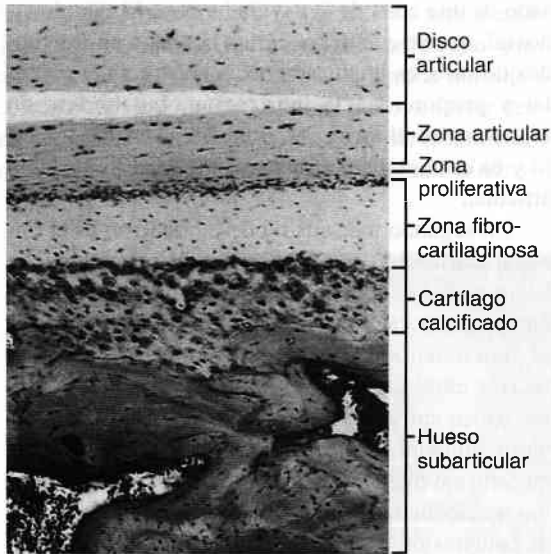 Disco
articular
Zona articular
Zona
proliferativa
Zona fibro-
cartilaginosa
Cartílago
calcificado
Hueso
subarticular